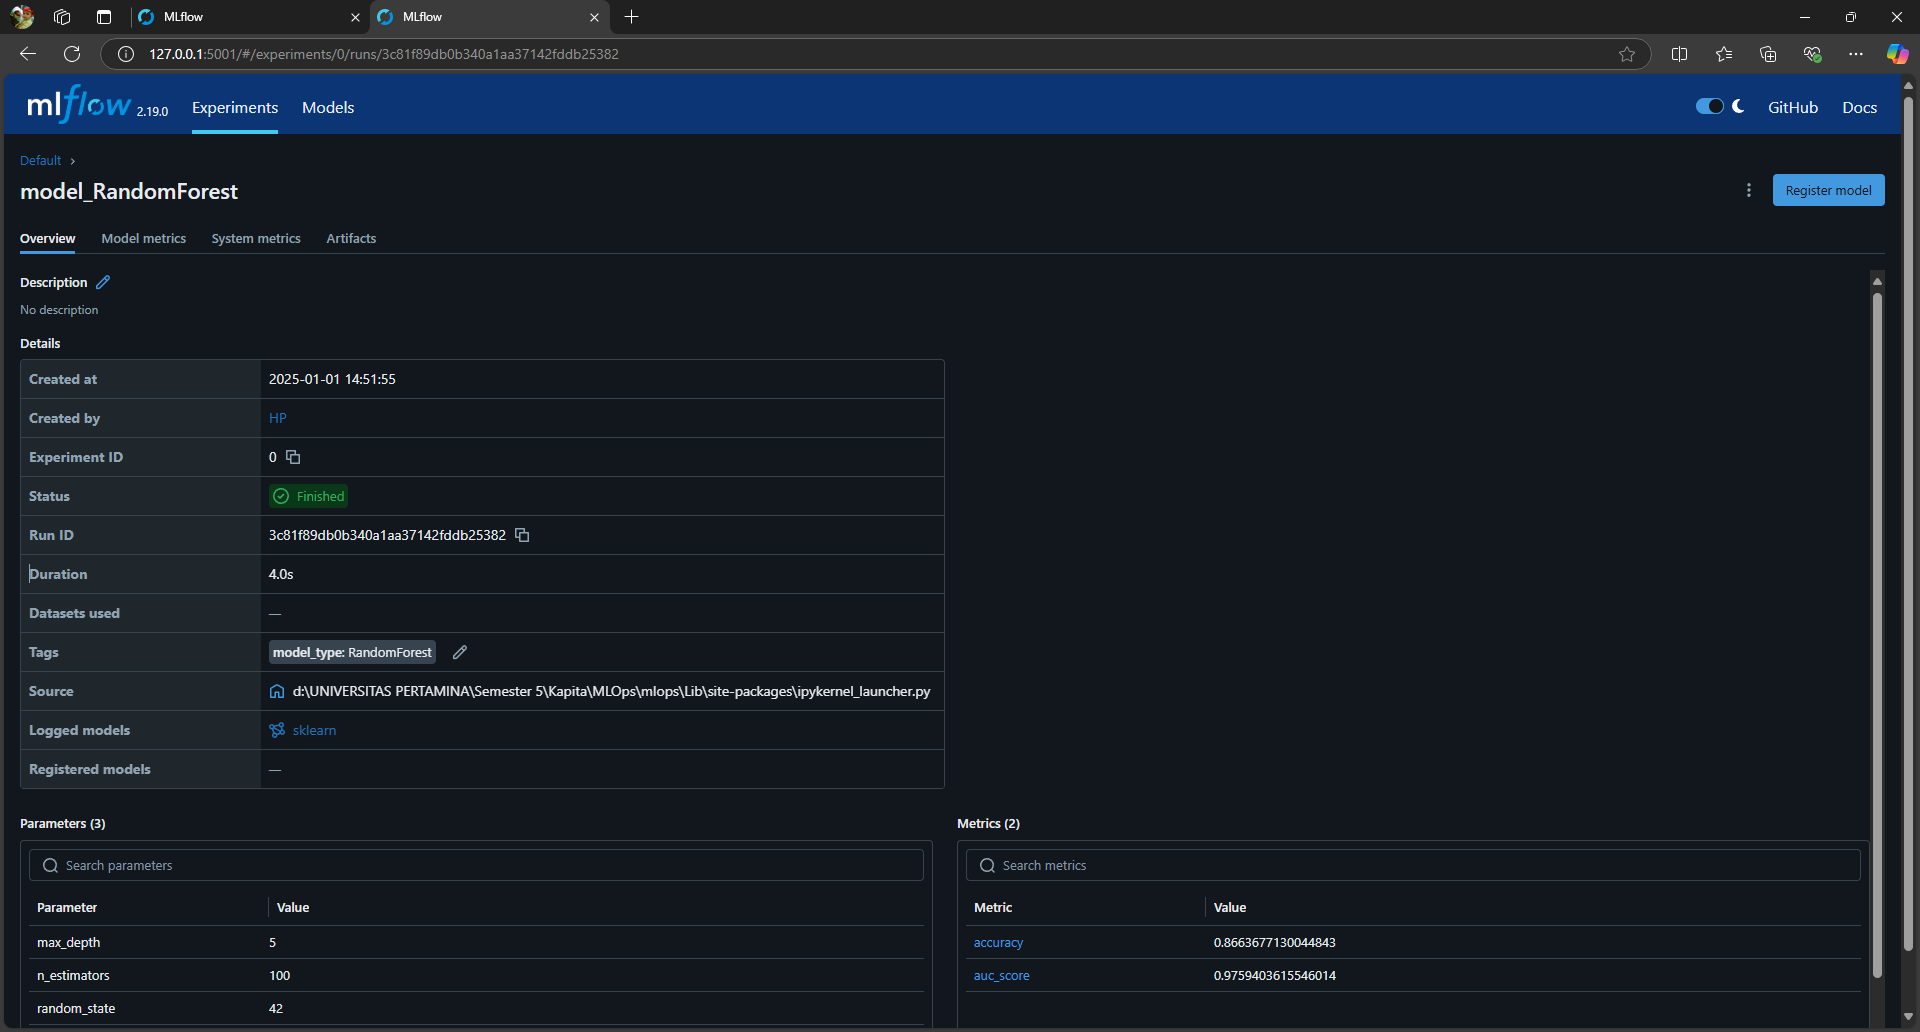 MLflow
MLflow
127.0.0.1:5001/#/experiments/0/runs/3c81f89db0b340a1aa37142fddb25382
mlflow 2.19.0 Experiments Models GitHub Docs
Default
model_RandomForest
Register model
Overview Model metrics System metrics Artifacts
Description
No description
Details
Created at 2025-01-01 14:51:55
Created by HP
Experiment ID 0
Status Finished
Run ID 3c81f89db0b340a1aa37142fddb25382
Duration 4.0s
Datasets used —
Tags model_type: RandomForest
Source d:\UNIVERSITAS PERTAMINA\Semester 5\Kapita\MLOps\mlops\Lib\site-packages\ipykernel_launcher.py
Logged models sklearn
Registered models —
Parameters (3)
Search parameters
Parameter Value
max_depth 5
n_estimators 100
random_state 42
Metrics (2)
Search metrics
Metric Value
accuracy 0.8663677130044843
auc_score 0.9759403615546014